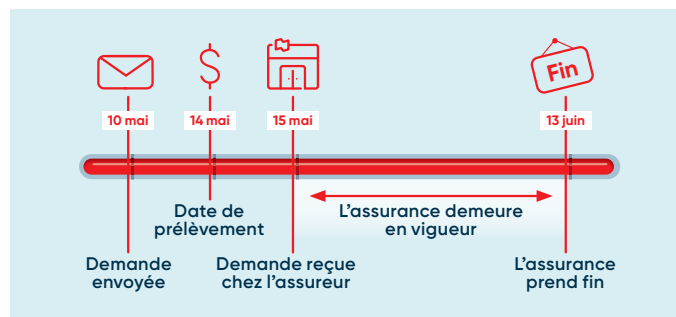 $
Fin
10 mai
14 mai
15 mai
13 juin
Date de
prélèvement
L’assurance demeure
en vigueur
Demande
envoyée
Demande reçue
chez l’assureur
L’assurance
prend fin